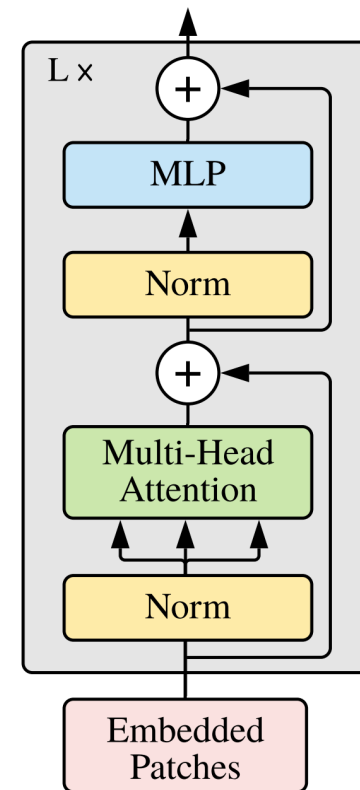 L ×
+
MLP
Norm
+
Multi-Head
Attention
Norm
Embedded
Patches